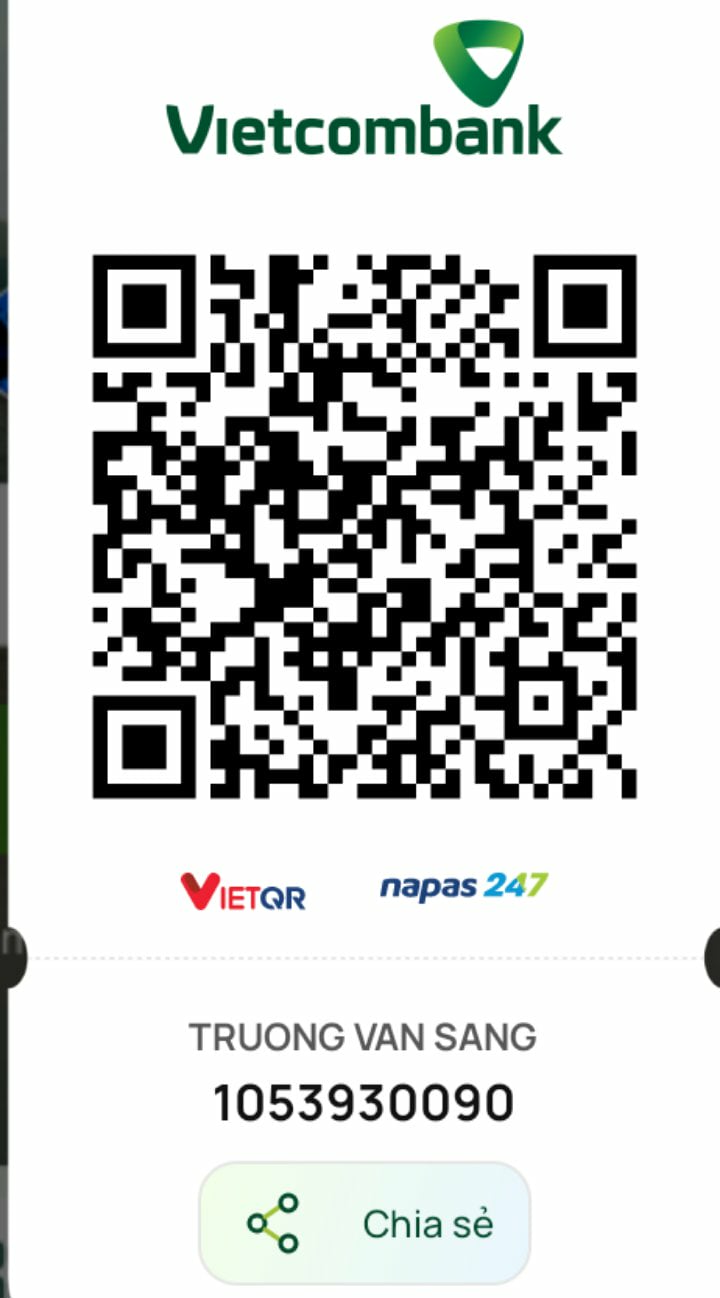 Vietcombank
VIETQR
napas 247
TRUONG VAN SANG
1053930090
Chia sẻ